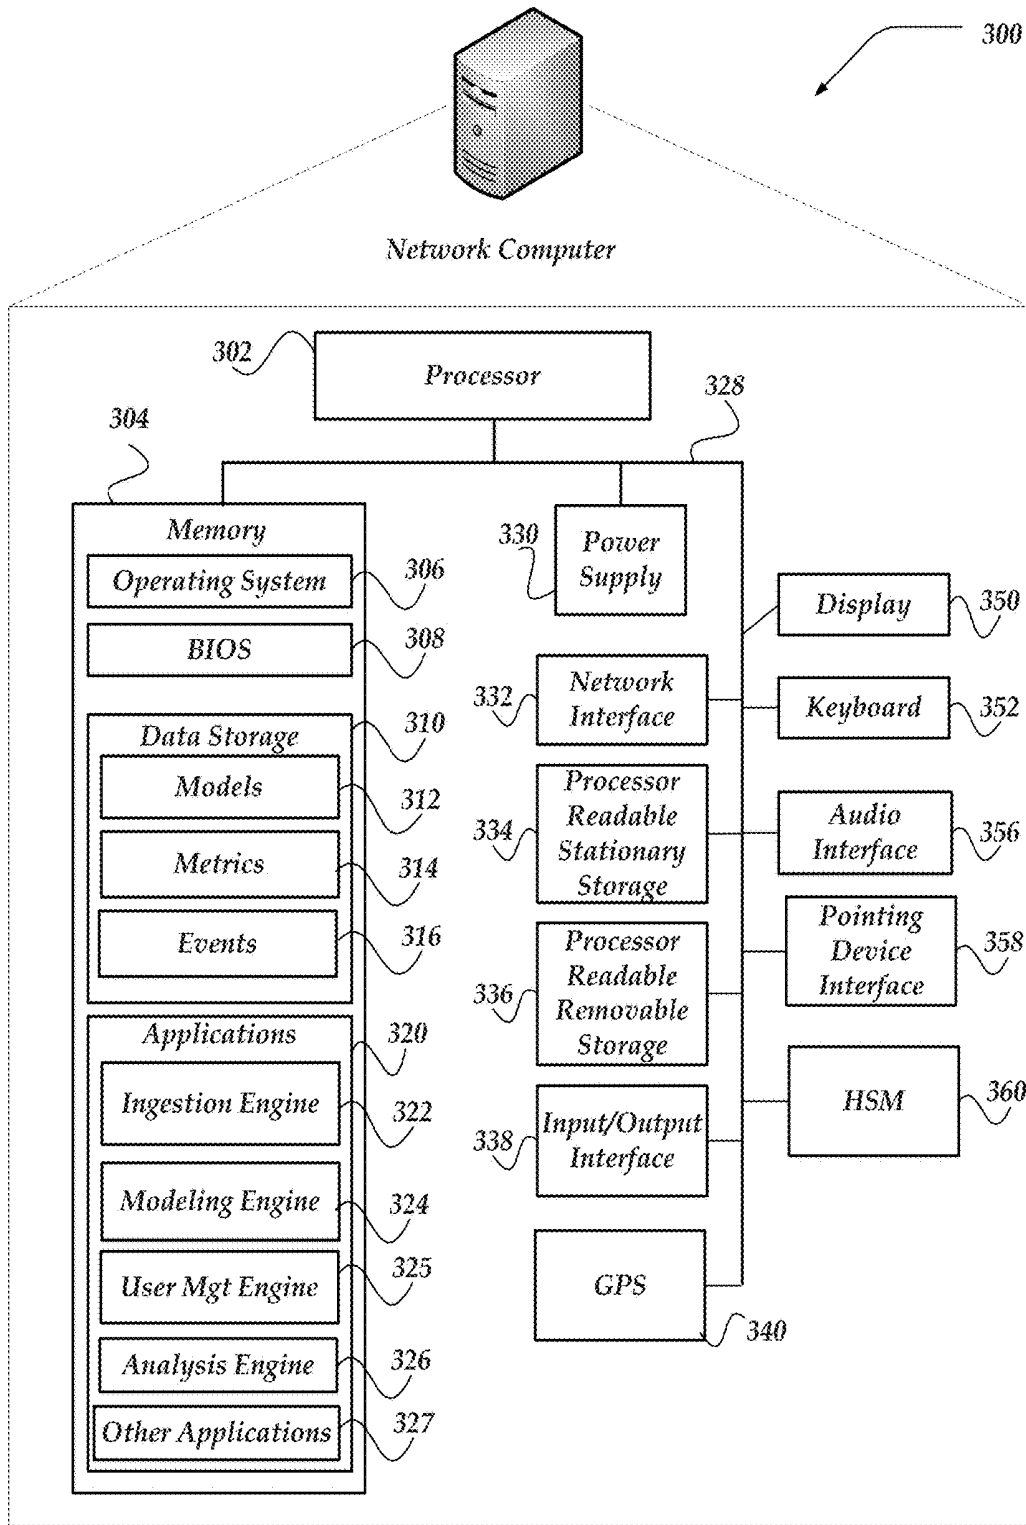 300
Network Computer
302
Processor
328
304
Memory
Operating System
306
BIOS
308
Data Storage
310
Models
312
Metrics
314
Events
316
Applications
320
Ingestion Engine
322
Modeling Engine
324
User Mgt Engine
325
Analysis Engine
326
Other Applications
327
330
Power
Supply
332
Network
Interface
334
Processor
Readable
Stationary
Storage
336
Processor
Readable
Removable
Storage
338
Input/Output
Interface
GPS
340
Display
350
Keyboard
352
Audio
Interface
356
Pointing
Device
Interface
358
HSM
360